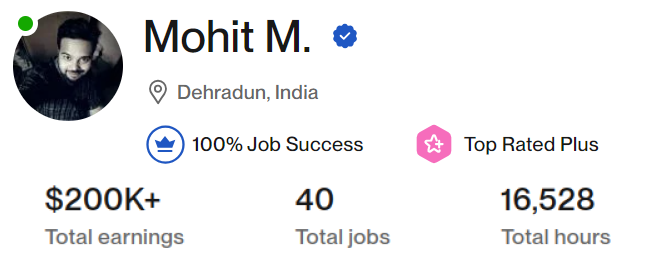 Mohit M.
Dehradun, India
100% Job Success
Top Rated Plus
$200K+
40
16,528
Total earnings
Total jobs
Total hours